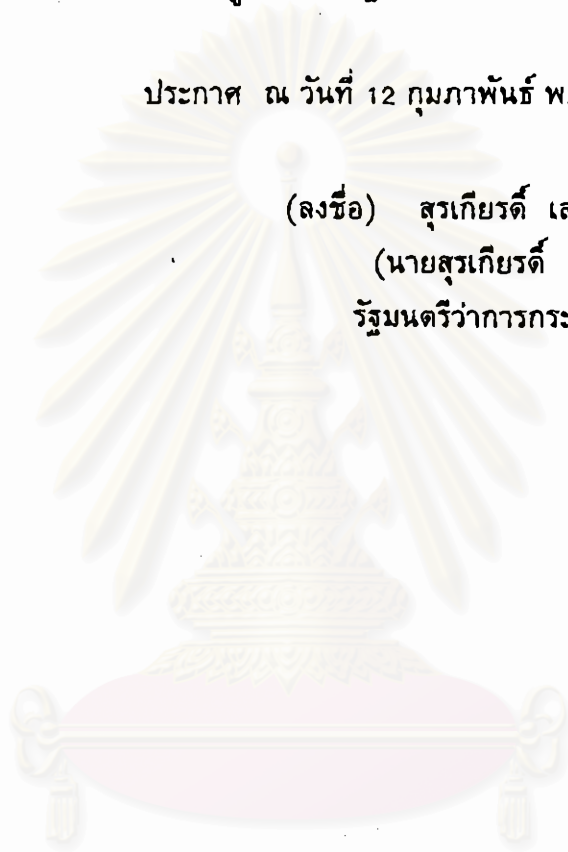 ประกาศ ณ วันที่ 12 กุมภาพันธ์ พ.
(ลงชื่อ) สุรเกียรติ์
(นายสุรเกียรติ์
รัฐมนตรีว่าการกระ